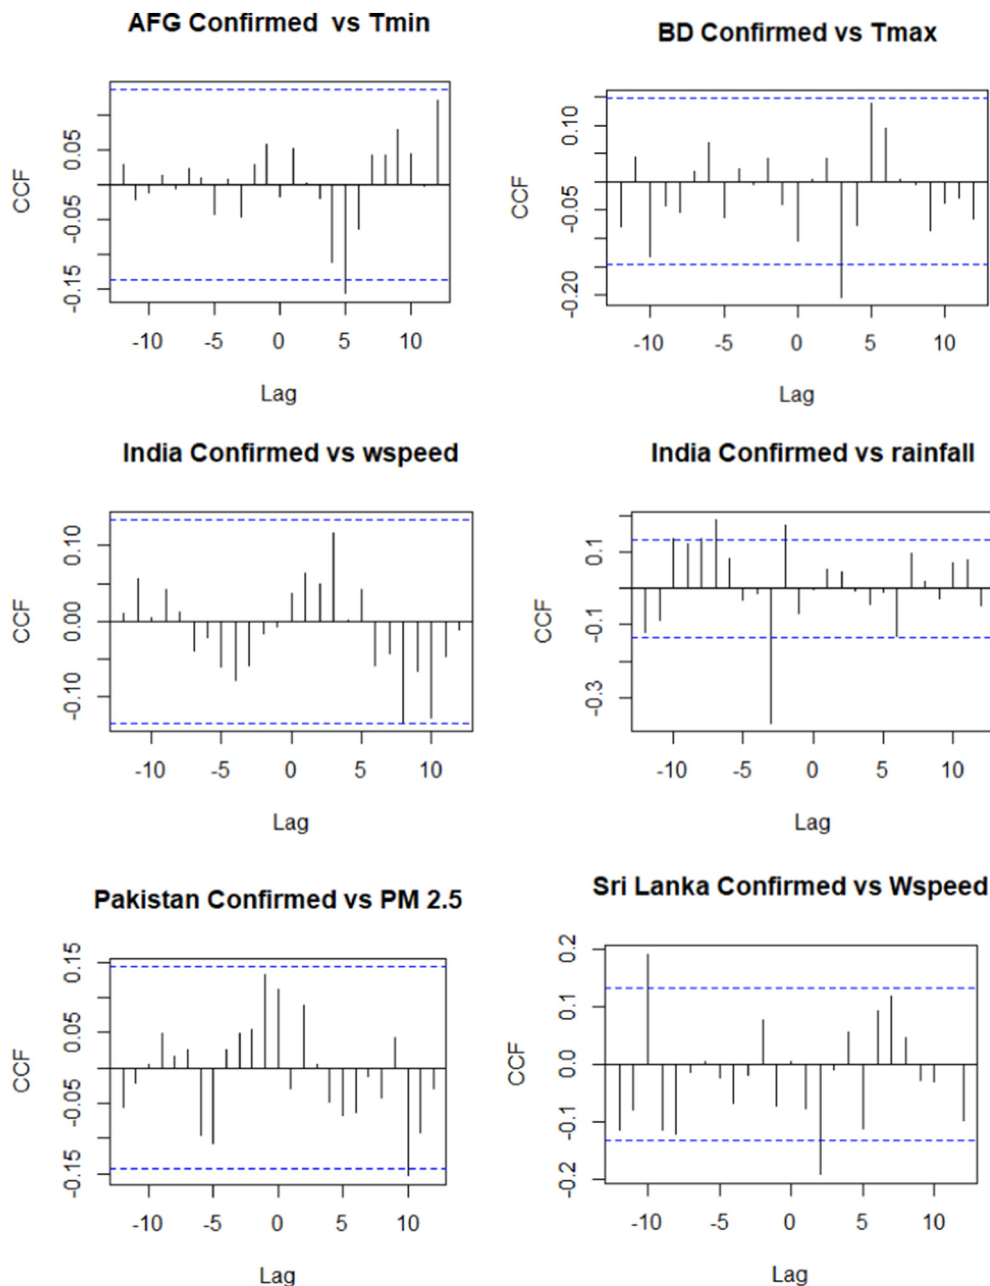 AFG Confirmed vs Tmin
CCF
0.05
-0.05
-0.15
-10 -5 0 5 10
Lag
BD Confirmed vs Tmax
CCF
0.10
-0.05
-0.20
-10 -5 0 5 10
Lag
India Confirmed vs wspeed
CCF
0.10
0.00
-0.10
-10 -5 0 5 10
Lag
India Confirmed vs rainfall
CCF
0.1
-0.1
-0.3
-10 -5 0 5 10
Lag
Pakistan Confirmed vs PM 2.5
CCF
0.15
0.05
-0.05
-0.15
-10 -5 0 5 10
Lag
Sri Lanka Confirmed vs Wspeed
CCF
0.2
0.1
0.0
-0.1
-0.2
-10 -5 0 5 10
Lag